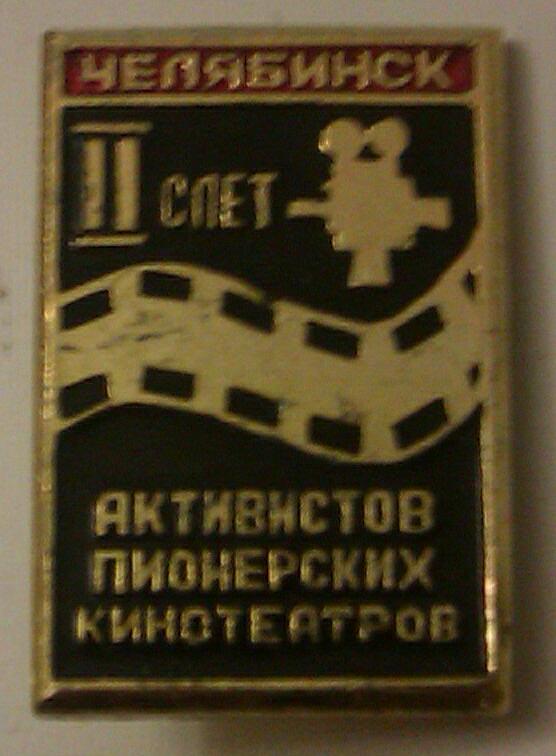 ЧЕЛЯБИНСК
II СЛЕТ
АКТИВИСТОВ
ПИОНЕРСКИХ
КИНОТЕАТРОВ